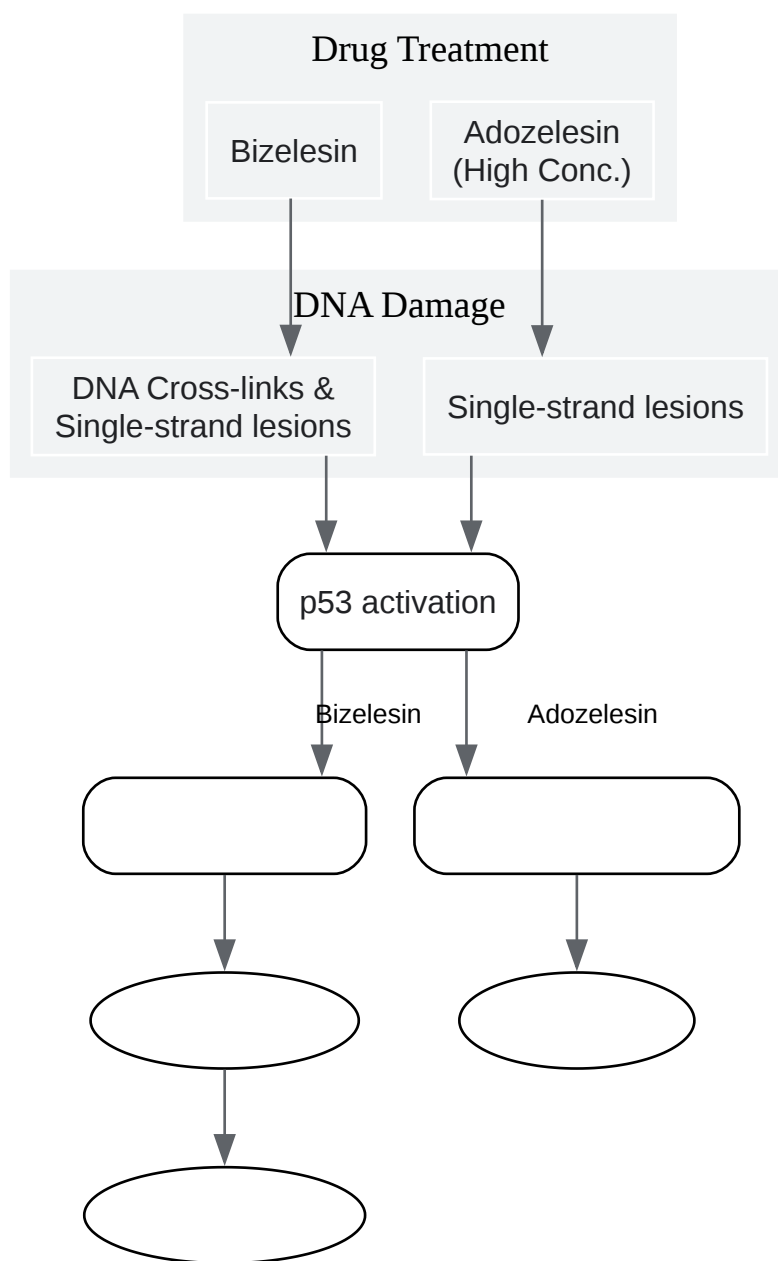 Drug Treatment
Bizelesin
Adozelesin
(High Conc.)
DNA Damage
DNA Cross-links &
Single-strand lesions
Single-strand lesions
p53 activation
Bizelesin
Adozelesin